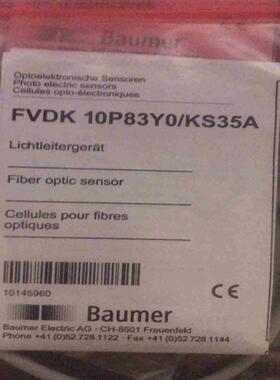 Baumer
Optoelektronische Sensoren
Photo electric sensors
Cellules opto-électroniques
FVDK 10P83Y0/KS35A
Lichtleitergerät
Fiber optic sensor
Cellules pour fibres
optiques
10145960
CE
Baumer
Baumer Electric AG · CH-8501 Frauenfeld
Phone +41 (0)52 728 1122 · Fax +41 (0)52 728 1144